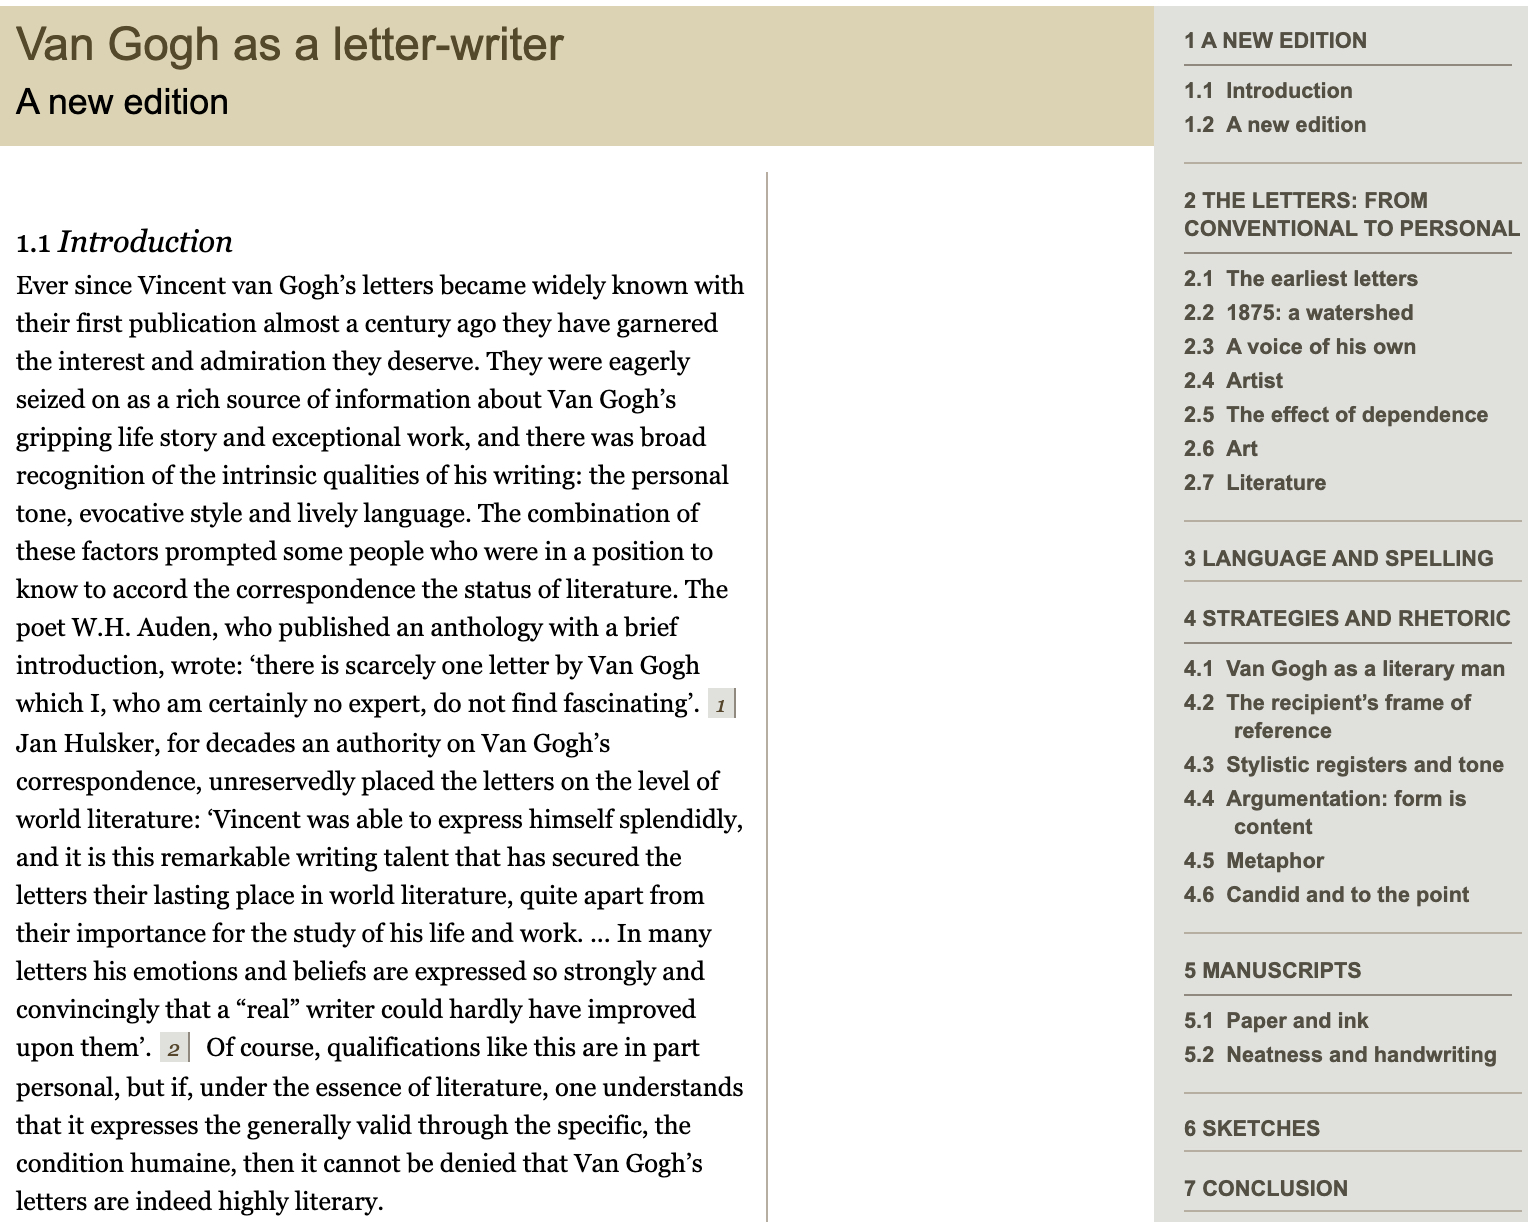 Van Gogh as a letter-writer
A new edition
1.1 Introduction
Ever since Vincent van Gogh’s letters became widely known with
their first publication almost a century ago they have garnered
the interest and admiration they deserve. They were eagerly
seized on as a rich source of information about Van Gogh’s
gripping life story and exceptional work, and there was broad
recognition of the intrinsic qualities of his writing: the personal
tone, evocative style and lively language. The combination of
these factors prompted some people who were in a position to
know to accord the correspondence the status of literature. The
poet W.H. Auden, who published an anthology with a brief
introduction, wrote: ‘there is scarcely one letter by Van Gogh
which I, who am certainly no expert, do not find fascinating’. 1
Jan Hulsker, for decades an authority on Van Gogh’s
correspondence, unreservedly placed the letters on the level of
world literature: ‘Vincent was able to express himself splendidly,
and it is this remarkable writing talent that has secured the
letters their lasting place in world literature, quite apart from
their importance for the study of his life and work. ... In many
letters his emotions and beliefs are expressed so strongly and
convincingly that a “real” writer could hardly have improved
upon them’. 2 Of course, qualifications like this are in part
personal, but if, under the essence of literature, one understands
that it expresses the generally valid through the specific, the
condition humaine, then it cannot be denied that Van Gogh’s
letters are indeed highly literary.
1 A NEW EDITION
1.1 Introduction
1.2 A new edition
2 THE LETTERS: FROM
CONVENTIONAL TO PERSONAL
2.1 The earliest letters
2.2 1875: a watershed
2.3 A voice of his own
2.4 Artist
2.5 The effect of dependence
2.6 Art
2.7 Literature
3 LANGUAGE AND SPELLING
4 STRATEGIES AND RHETORIC
4.1 Van Gogh as a literary man
4.2 The recipient’s frame of
reference
4.3 Stylistic registers and tone
4.4 Argumentation: form is
content
4.5 Metaphor
4.6 Candid and to the point
5 MANUSCRIPTS
5.1 Paper and ink
5.2 Neatness and handwriting
6 SKETCHES
7 CONCLUSION